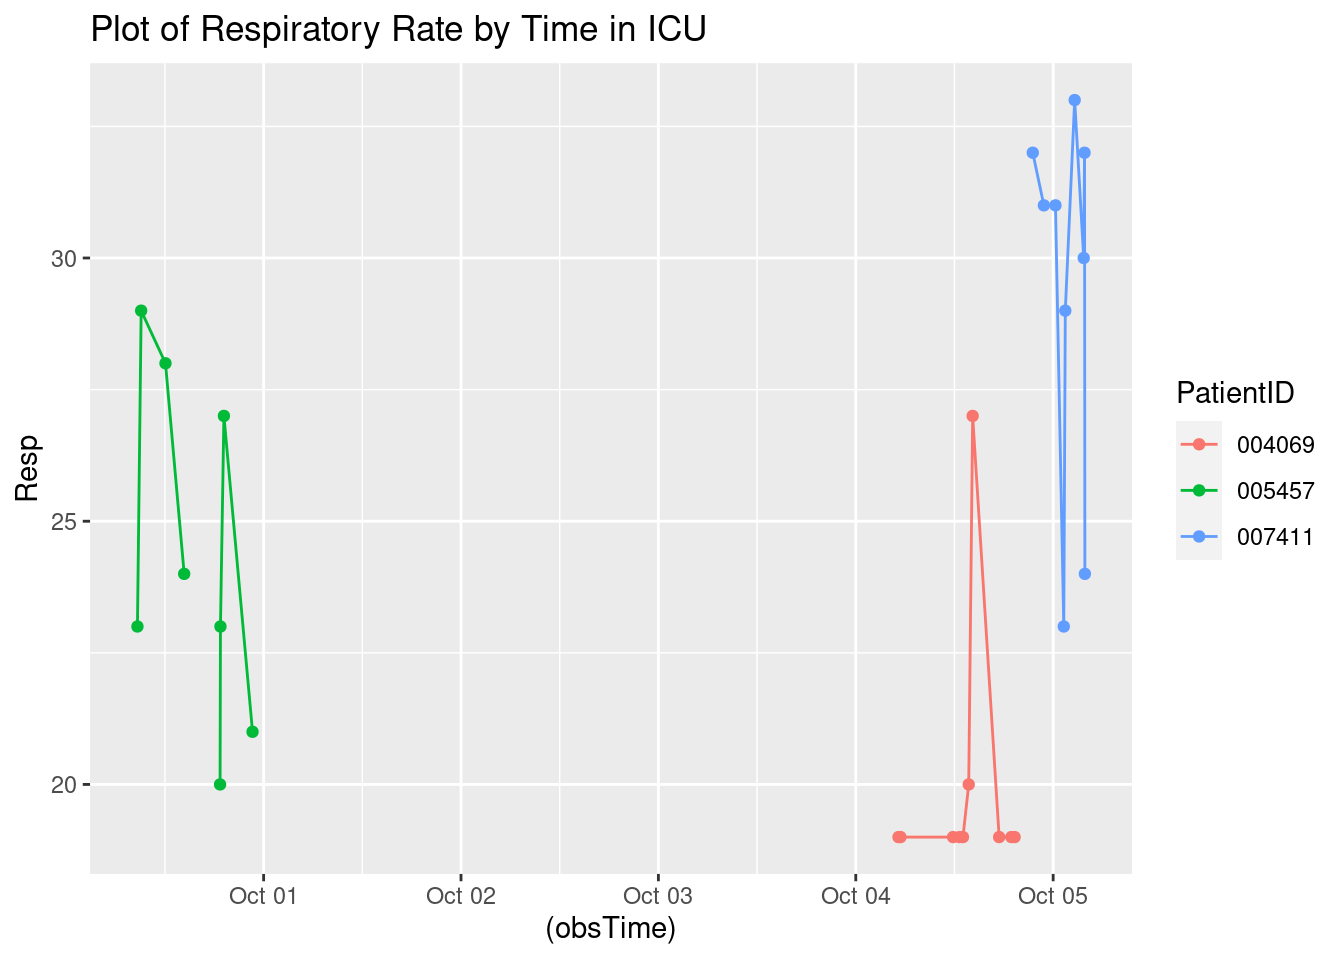 Plot of Respiratory Rate by Time in ICU
Resp
30
25
20
Oct 01
Oct 02
Oct 03
Oct 04
Oct 05
(obsTime)
PatientID
004069
005457
007411